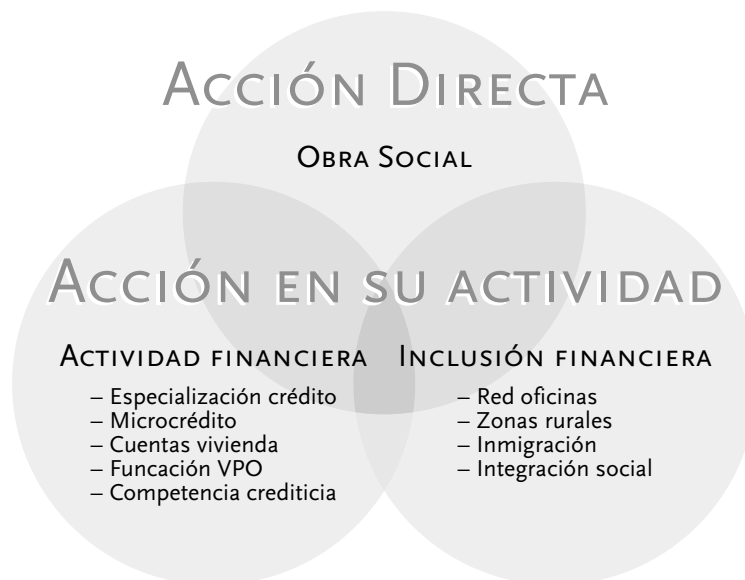 Acción Directa
Obra Social
Acción en su actividad
Actividad financiera
– Especialización crédito
– Microcrédito
– Cuentas vivienda
– Funcación VPO
– Competencia crediticia
Inclusión financiera
– Red oficinas
– Zonas rurales
– Inmigración
– Integración social